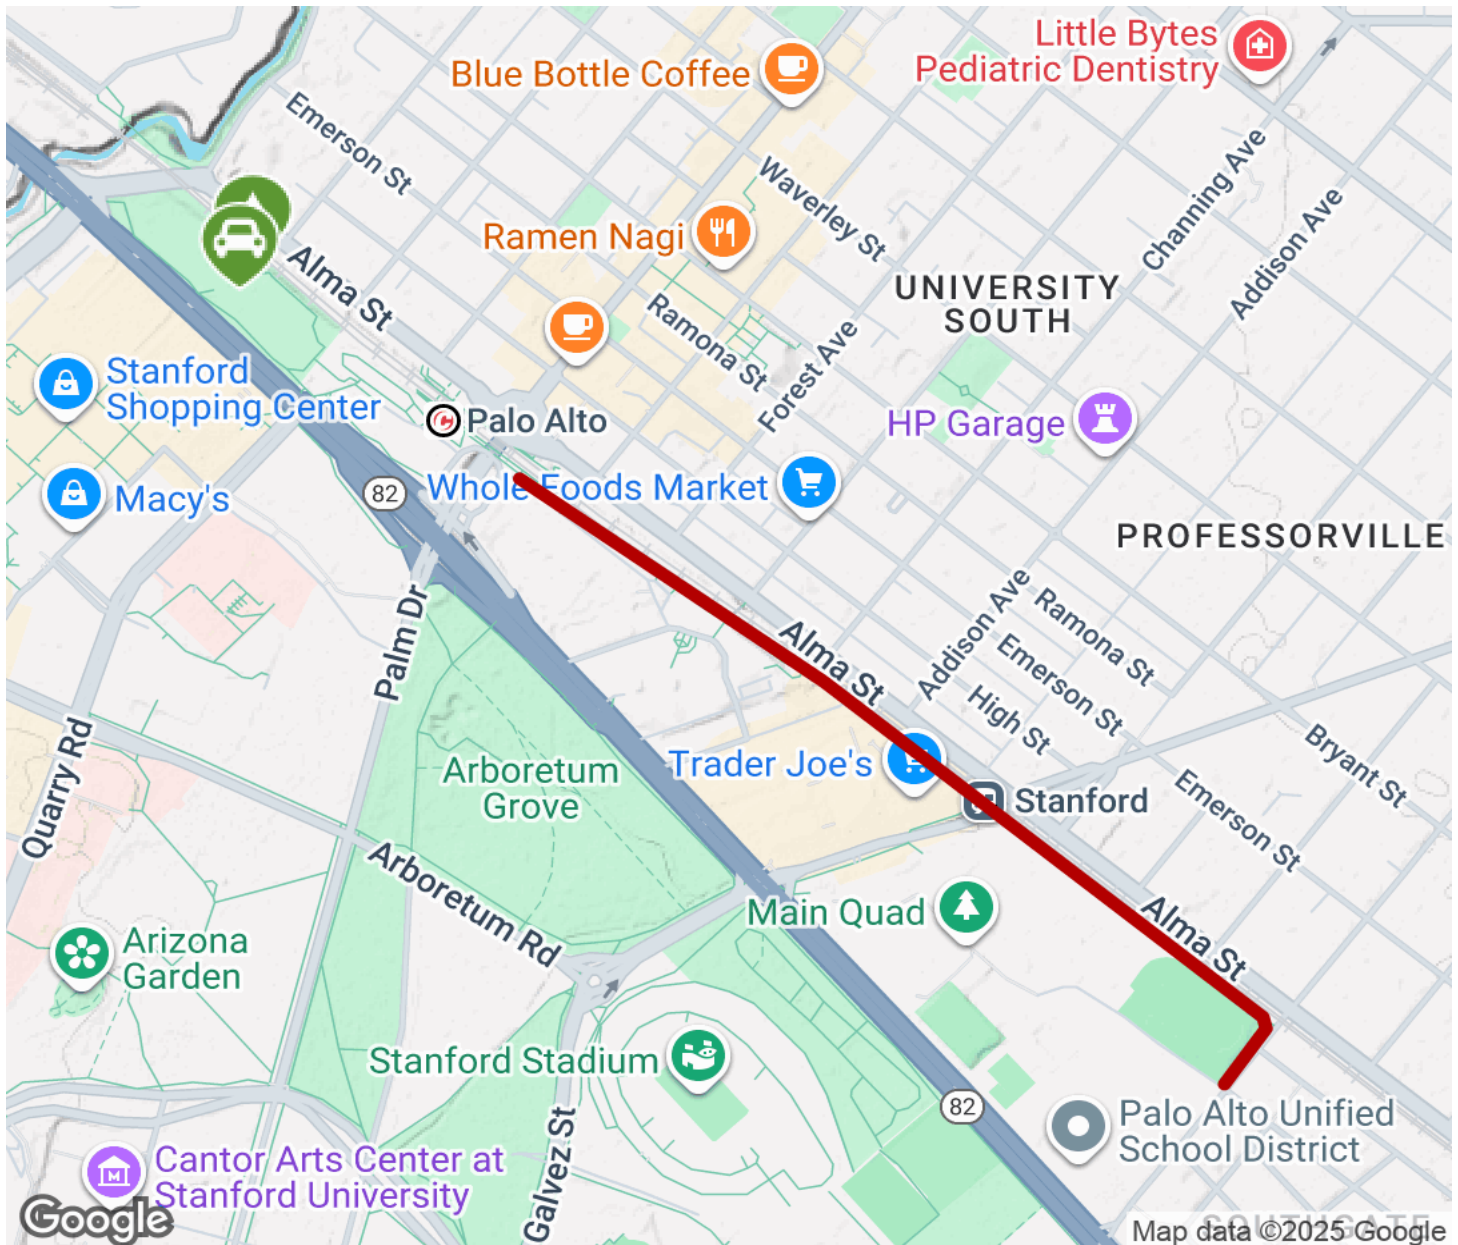 Little Bytes
Pediatric Dentistry
Blue Bottle Coffee
Emerson St
Channing Ave
Waverley St
Addison Ave
Ramen Nagi
Alma St
UNIVERSITY
SOUTH
Ramona St
Forest Ave
Stanford
Shopping Center
Palo Alto
HP Garage
82
Whole Foods Market
Macy's
PROFESSORVILLE
Palm Dr
Addison Ave
Ramona St
Emerson St
Alma St
High St
Quarry Rd
Bryant St
Arboretum
Grove
Trader Joe's
Stanford
Emerson St
Arboretum Rd
Main Quad
Alma St
Arizona
Garden
Stanford Stadium
82
Palo Alto Unified
School District
Cantor Arts Center at
Stanford University
M
Galvez St
Google
SOUTHGATE
Map data ©2025 Google